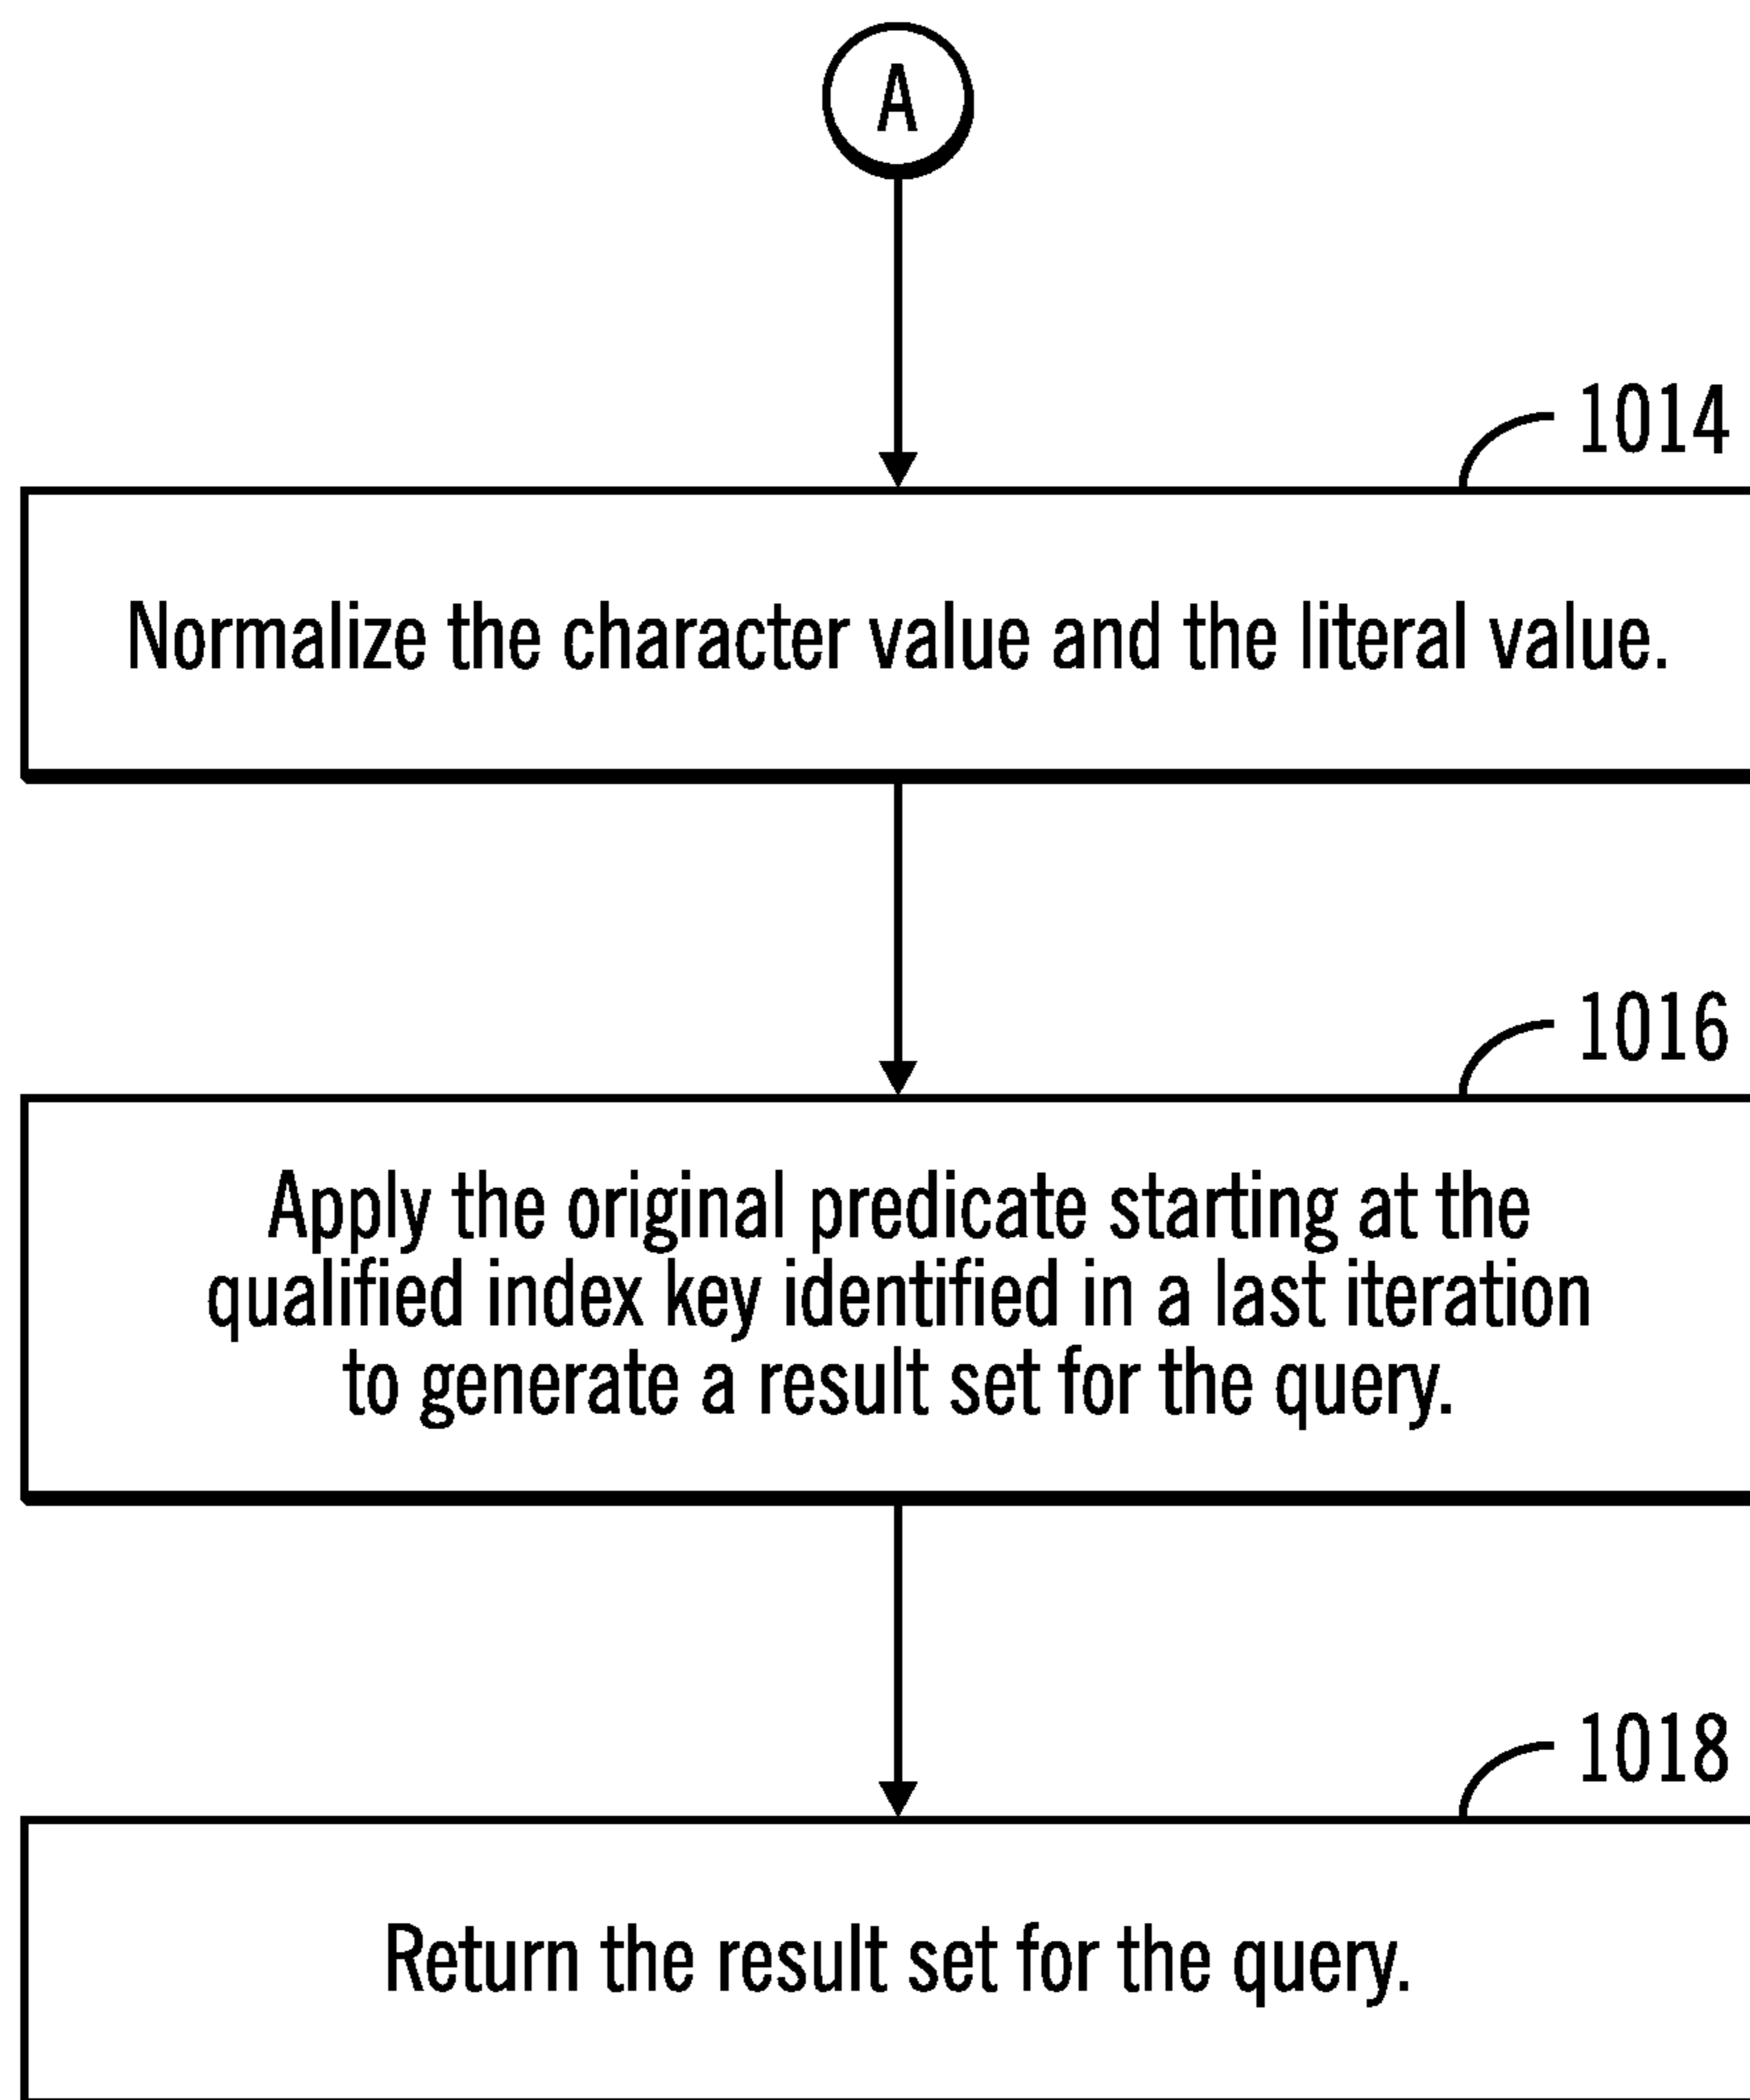 A
1014
Normalize the character value and the literal value.
1016
Apply the original predicate starting at the
qualified index key identified in a last iteration
to generate a result set for the query.
1018
Return the result set for the query.